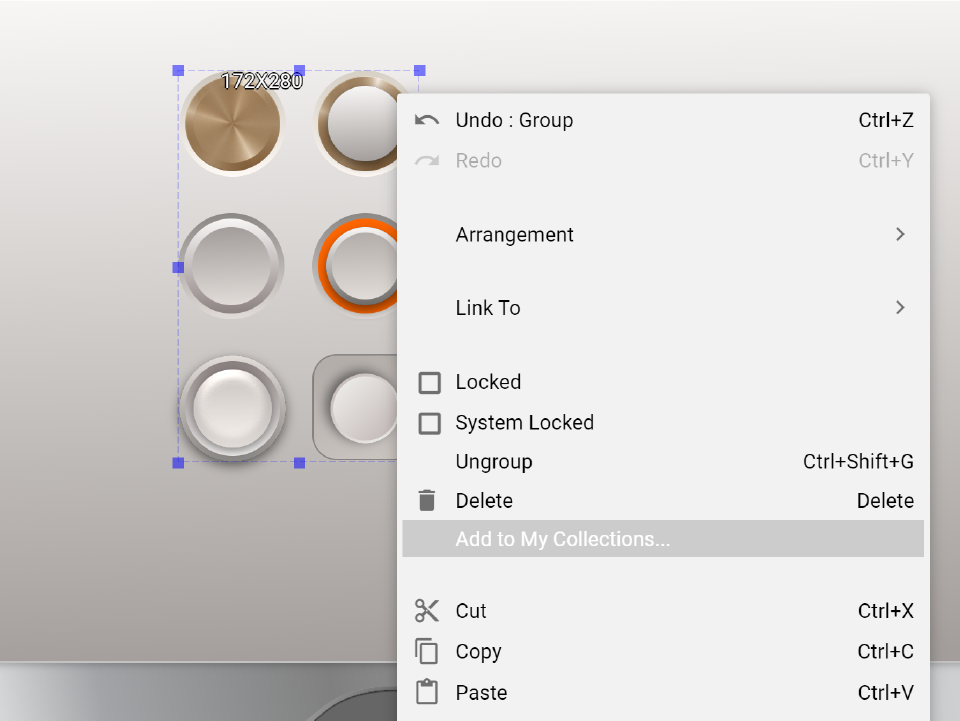 172X280
Undo : Group Ctrl+Z
Redo Ctrl+Y
Arrangement
Link To
Locked
System Locked
Ungroup Ctrl+Shift+G
Delete Delete
Add to My Collections...
Cut Ctrl+X
Copy Ctrl+C
Paste Ctrl+V